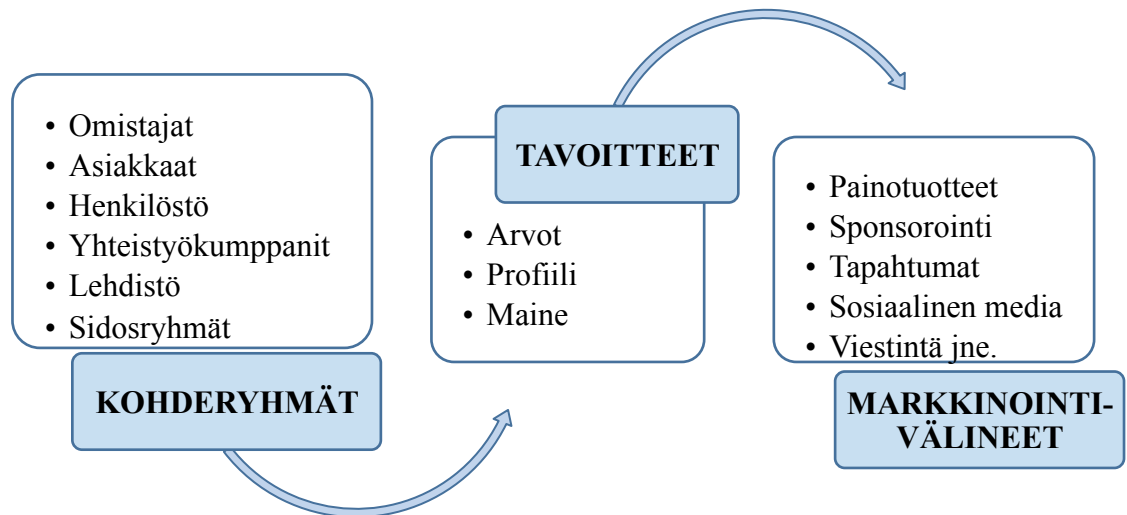 • Omistajat
• Asiakkaat
• Henkilöstö
• Yhteistyökumppanit
• Lehdistö
• Sidosryhmät
KOHDERYHMÄT
TAVOITTEET
• Arvot
• Profiili
• Maine
• Painotuotteet
• Sponsorointi
• Tapahtumat
• Sosiaalinen media
• Viestintä jne.
MARKKINOINTI-
VÄLINEET